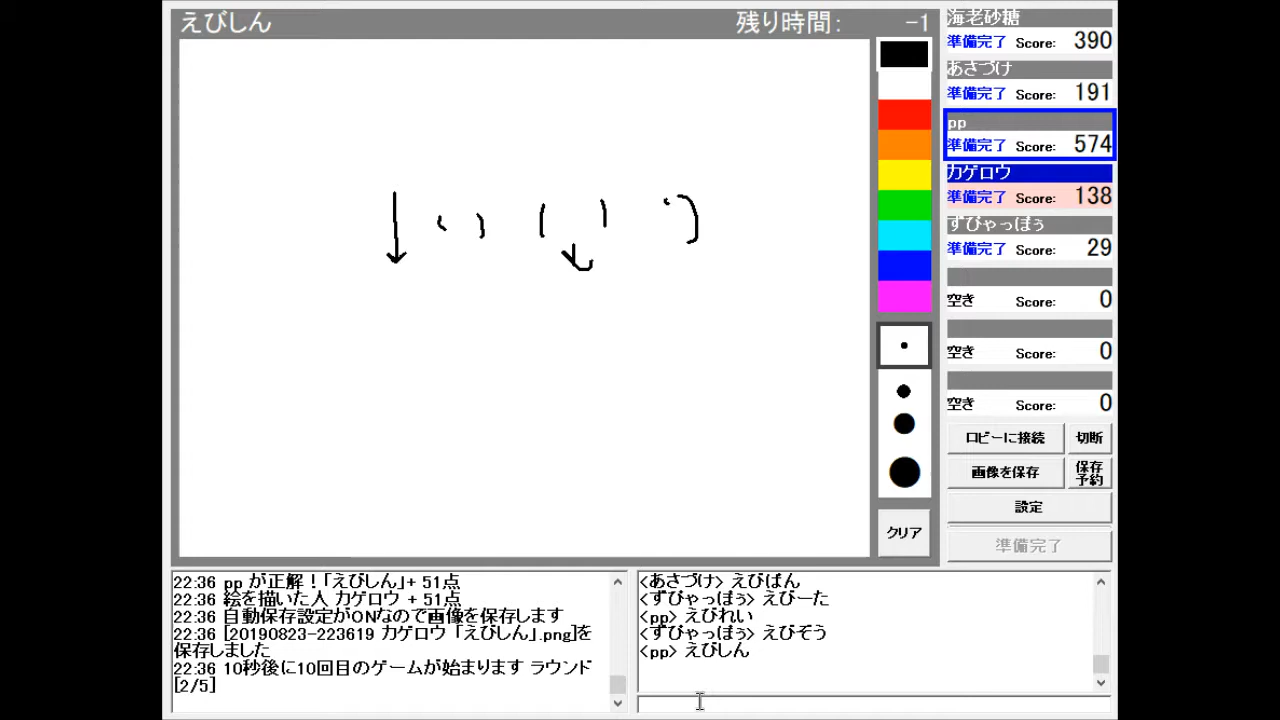 えびしん 残り時間: -1
海老砂糖
準備完了 Score: 390
あさづけ
準備完了 Score: 191
pp
準備完了 Score: 574
カゲロウ
準備完了 Score: 138
ずびゃっぽぅ
準備完了 Score: 29
空き Score: 0
空き Score: 0
空き Score: 0
ロビーに接続 切断
画像を保存 保存予約
設定
クリア
準備完了
22:36 pp が正解！「えびしん」+ 51点
22:36 絵を描いた人 カゲロウ + 51点
22:36 自動保存設定がONなので画像を保存します
22:36 [20190823-223619 カゲロウ 「えびしん」.png]を
保存しました
22:36 10秒後に10回目のゲームが始まります ラウンド
[2/5]
<あさづけ> えびばん
<ずびゃっぽぅ> えびーた
<pp> えびれい
<ずびゃっぽぅ> えびぞう
<pp> えびしん